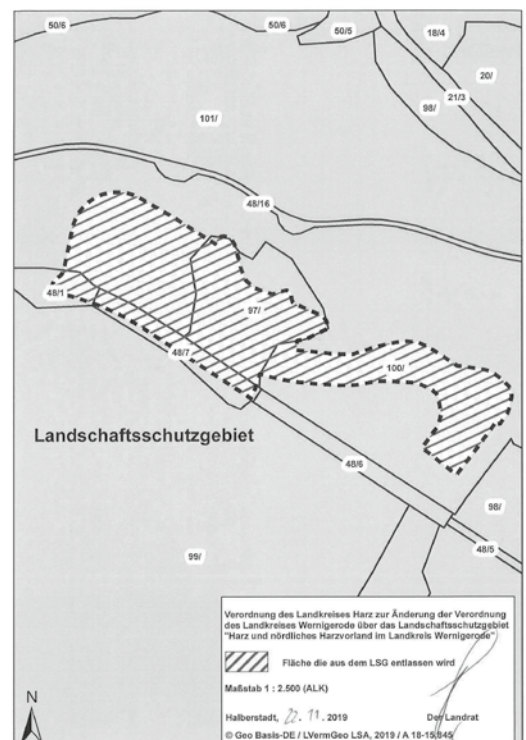 50/6
50/6
50/5
18/4
20/
21/3
98/
101/
48/16
48/1
97/
48/7
100/
Landschaftsschutzgebiet
48/6
98/
48/5
99/
Verordnung des Landkreises Harz zur Änderung der Verordnung
des Landkreises Wernigerode über das Landschaftsschutzgebiet
"Harz und nördliches Harzvorland im Landkreis Wernigerode"
Fläche die aus dem LSG entlassen wird
Maßstab 1 : 2.500 (ALK)
N
Halberstadt, 22. 11. 2019 Der Landrat
© Geo Basis-DE / LVermGeo LSA, 2019 / A 18-15.845